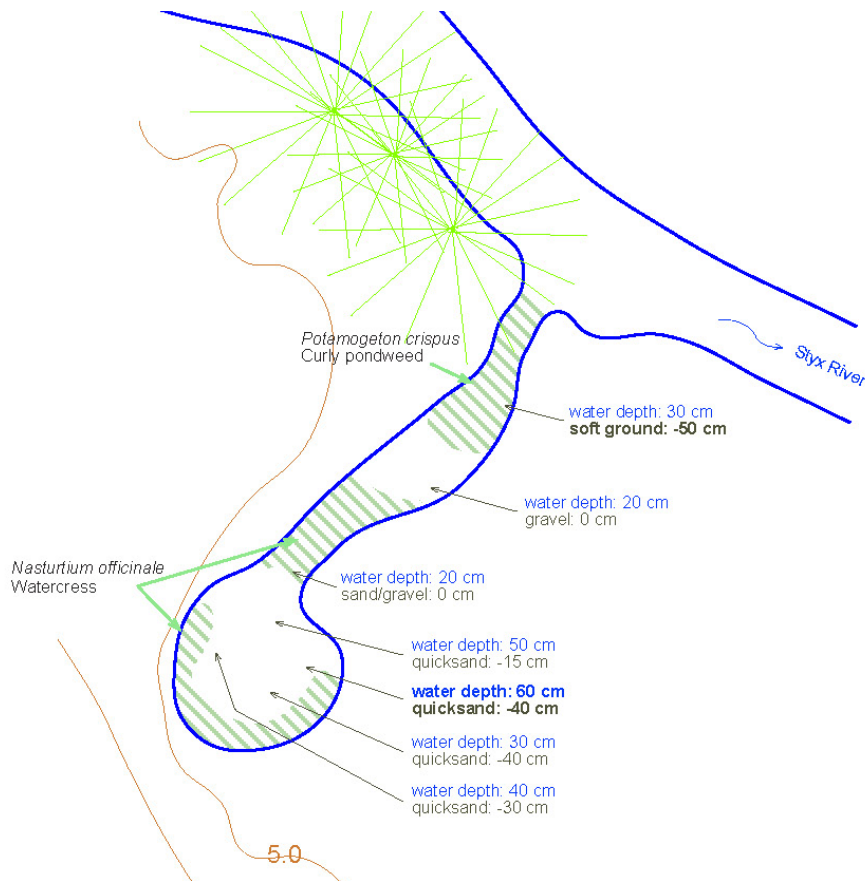 Potamogeton crispus
Curly pondweed
Styx River
water depth: 30 cm
soft ground: -50 cm
water depth: 20 cm
gravel: 0 cm
Nasturtium officinale
Watercress
water depth: 20 cm
sand/gravel: 0 cm
water depth: 50 cm
quicksand: -15 cm
water depth: 60 cm
quicksand: -40 cm
water depth: 30 cm
quicksand: -40 cm
water depth: 40 cm
quicksand: -30 cm
5.0